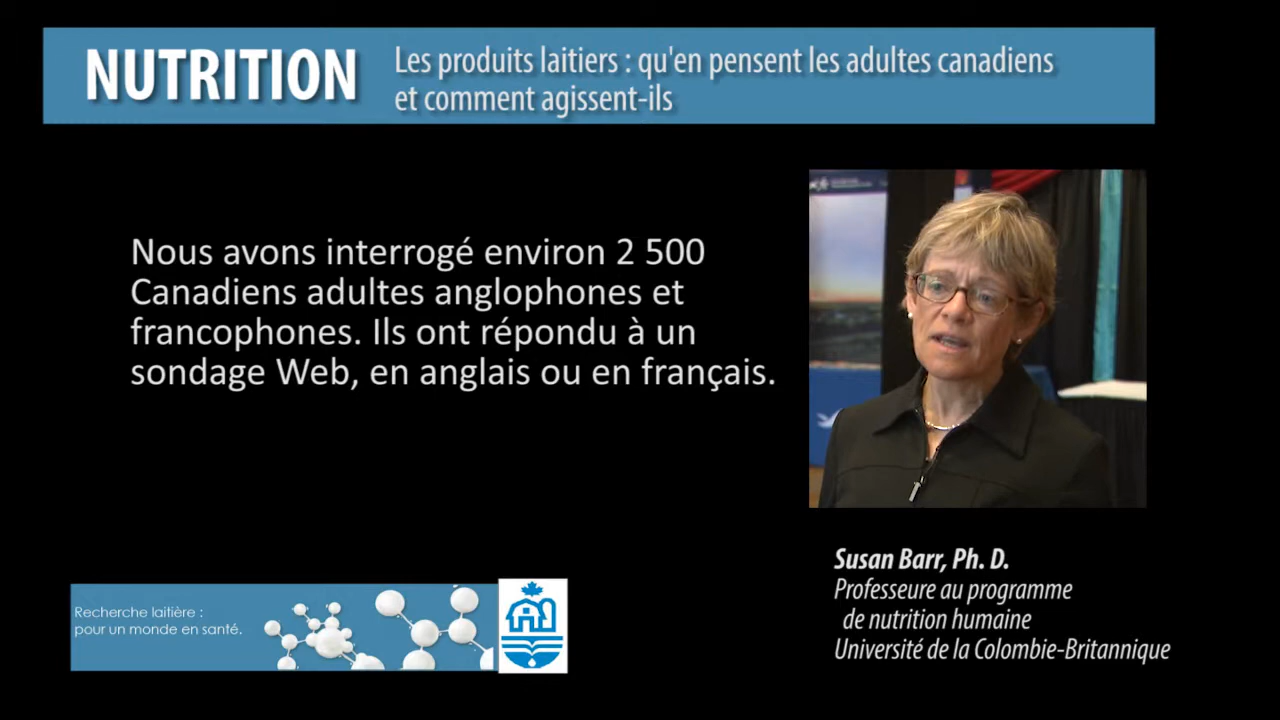 NUTRITION
Les produits laitiers : qu'en pensent les adultes canadiens
et comment agissent-ils
Nous avons interrogé environ 2 500
Canadiens adultes anglophones et
francophones. Ils ont répondu à un
sondage Web, en anglais ou en français.
Susan Barr, Ph. D.
Professeure au programme
de nutrition humaine
Université de la Colombie-Britannique
Recherche laitière :
pour un monde en santé.